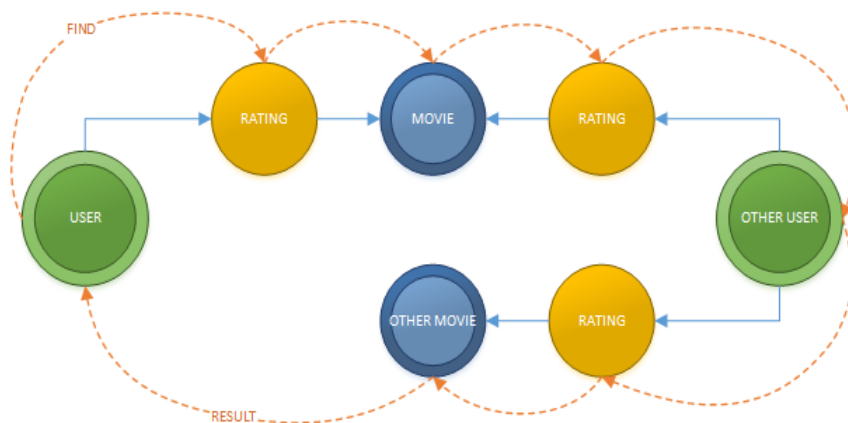 FIND
RATING
MOVIE
RATING
USER
OTHER USER
OTHER MOVIE
RATING
RESULT